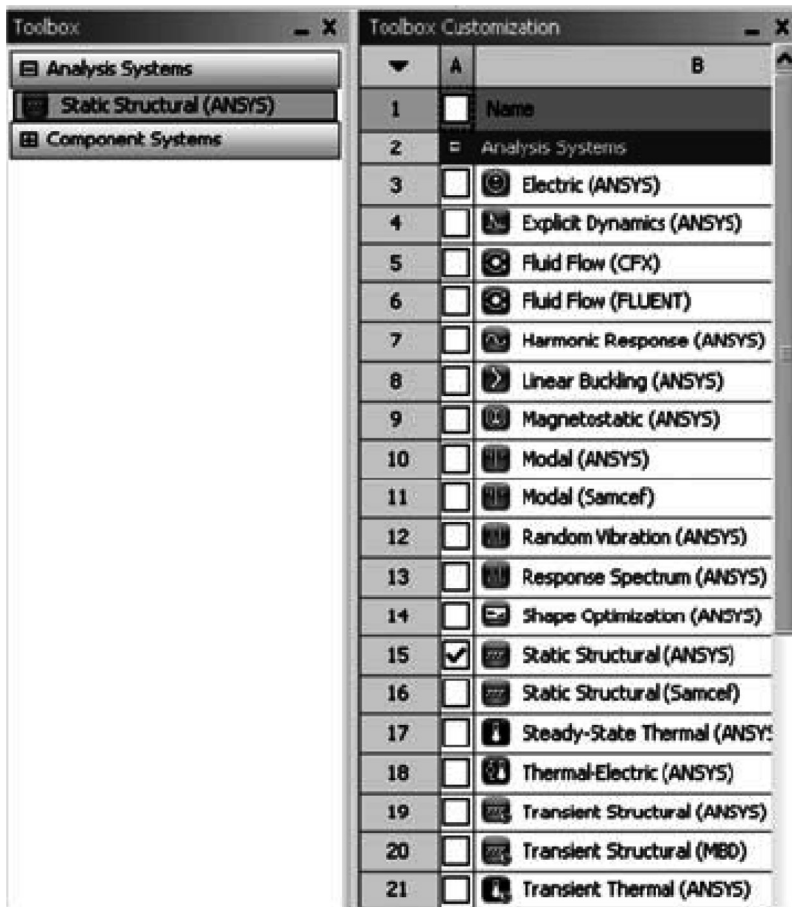 Toolbox
Analysis Systems
Static Structural (ANSYS)
Component Systems
Toolbox Customization
A B
1 Name
2 Analysis Systems
3 Electric (ANSYS)
4 Explicit Dynamics (ANSYS)
5 Fluid Flow (CFX)
6 Fluid Flow (FLUENT)
7 Harmonic Response (ANSYS)
8 Linear Buckling (ANSYS)
9 Magnetostatic (ANSYS)
10 Modal (ANSYS)
11 Modal (Samcef)
12 Random Vibration (ANSYS)
13 Response Spectrum (ANSYS)
14 Shape Optimization (ANSYS)
15 Static Structural (ANSYS)
16 Static Structural (Samcef)
17 Steady-State Thermal (ANSYS
18 Thermal-Electric (ANSYS)
19 Transient Structural (ANSYS)
20 Transient Structural (MBD)
21 Transient Thermal (ANSYS)